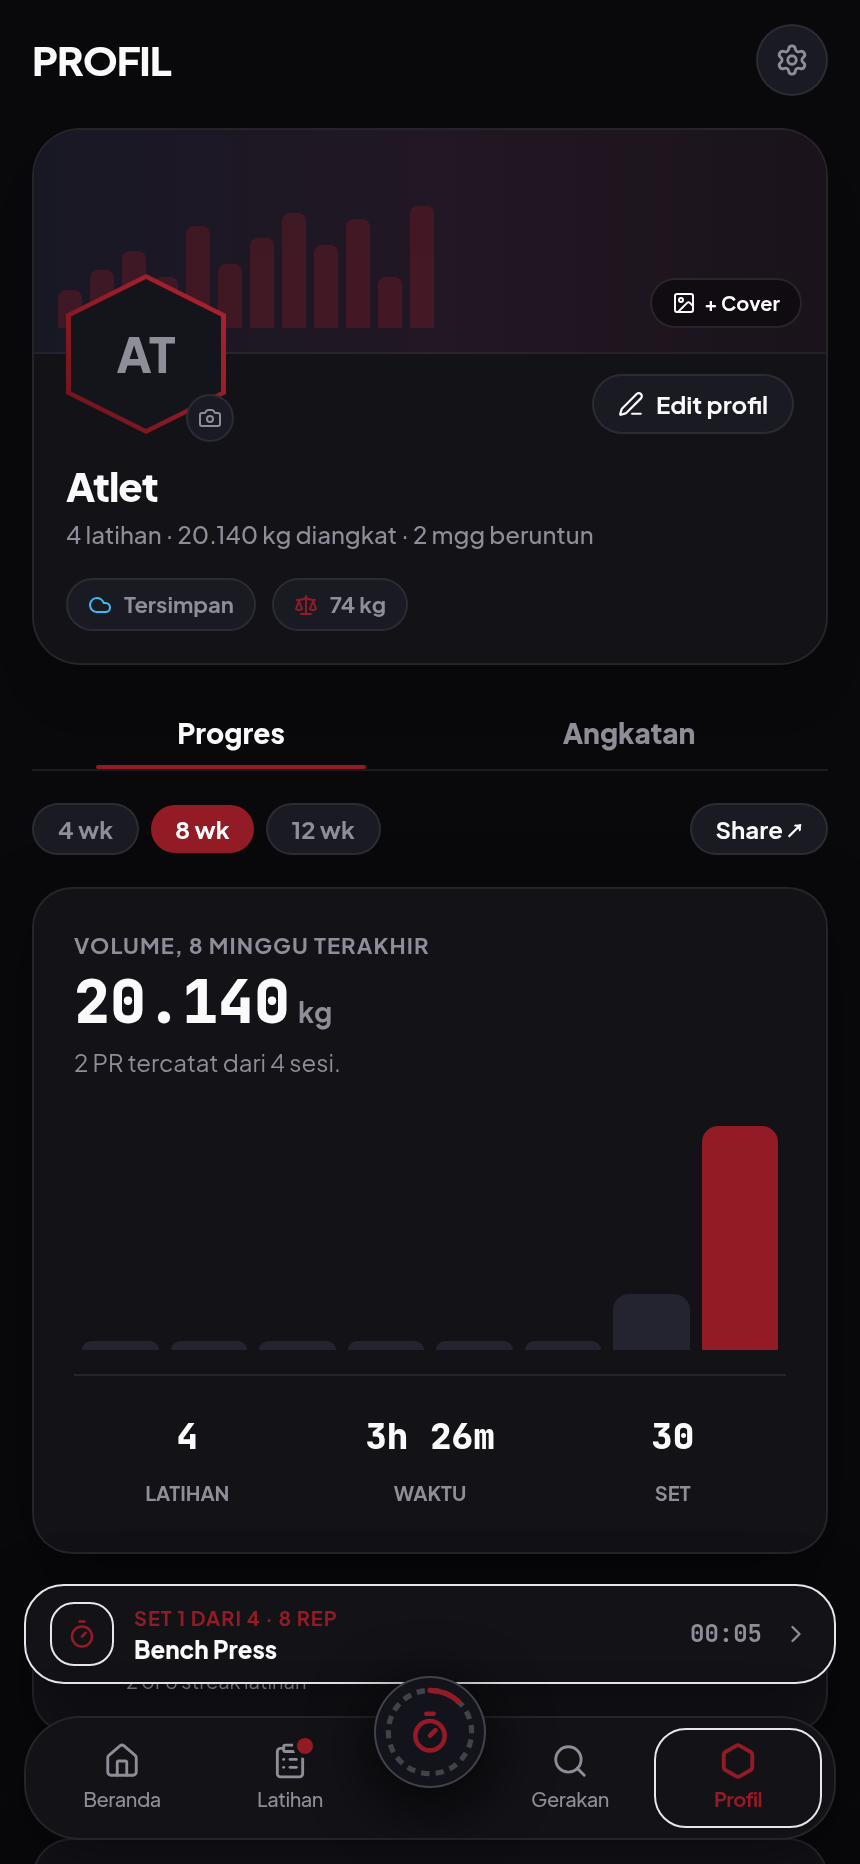 PROFIL
+ Cover
AT
Edit profil
Atlet
4 latihan · 20.140 kg diangkat · 2 mgg beruntun
Tersimpan
74 kg
Progres
Angkatan
4 wk
8 wk
12 wk
Share ↗
VOLUME, 8 MINGGU TERAKHIR
20.140 kg
2 PR tercatat dari 4 sesi.
4
3h 26m
30
LATIHAN
WAKTU
SET
SET 1 DARI 4 · 8 REP
Bench Press
00:05
streak latihan
Beranda
Latihan
Gerakan
Profil